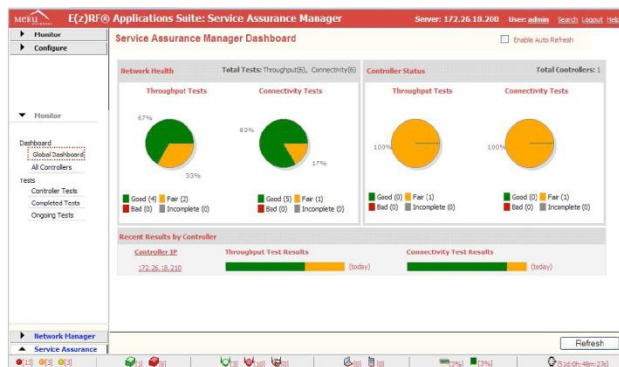 MERU
E(z)RF® Applications Suite: Service Assurance Manager
Server: 172.26.18.200 User: admin Search Logout Help
Monitor
Configure
Service Assurance Manager Dashboard
Enable Auto Refresh
Network Health
Total Tests: Throughput(6), Connectivity(6)
Throughput Tests
67%
33%
Good (4) Fair (2)
Bad (0) Incomplete (0)
Connectivity Tests
83%
17%
Good (5) Fair (1)
Bad (0) Incomplete (0)
Controller Status
Total Controllers: 1
Throughput Tests
100%
Good (0) Fair (1)
Bad (0) Incomplete (0)
Connectivity Tests
100%
Good (0) Fair (1)
Bad (0) Incomplete (0)
Monitor
Dashboard
Global Dashboard
All Controllers
Tests
Controller Tests
Completed Tests
Ongoing Tests
Recent Results by Controller
Controller IP
Throughput Test Results
Connectivity Test Results
172.26.18.210
(today)
(today)
Network Manager
Service Assurance
Refresh